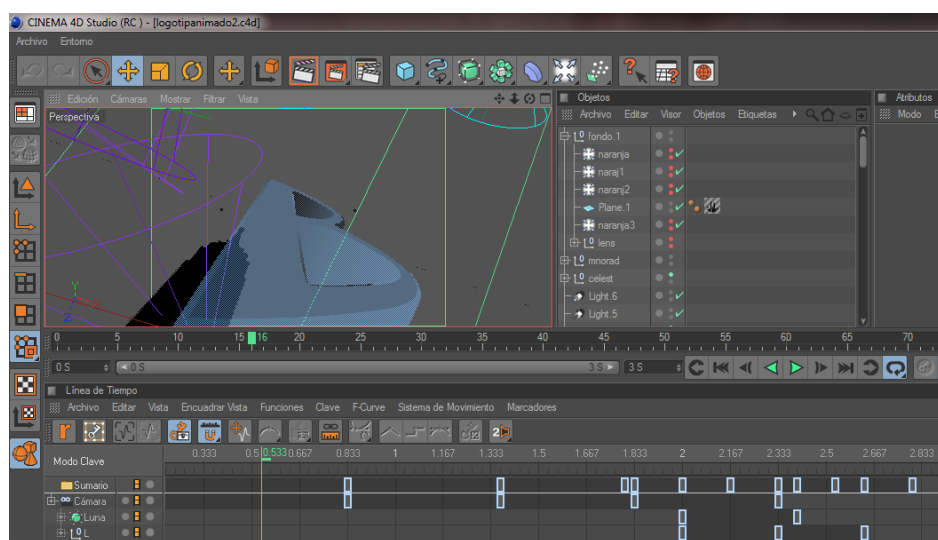 CINEMA 4D Studio (RC ) - [logotipanimado2.c4d]
Archivo Entorno
Edición Cámaras Mostrar Filtrar Vista
Objetos
Atributos
Archivo Editar Visor Objetos Etiquetas
Modo E
Perspectiva
fondo.1
naranja
naraj1
naranj2
Plane.1
naranja3
lens
mnorad
celest
Light.6
Light.5
Y
X
Z
0 5 10 15 16 20 25 30 35 40 45 50 55 60 65 70
0 S 0 S 3 S 3 S
Línea de Tiempo
Archivo Editar Vista Encuadrar Vista Funciones Clave F-Curve Sistema de Movimiento Marcadores
2
Modo Clave
0.333 0.5 0.533 0.667 0.833 1 1.167 1.333 1.5 1.667 1.833 2 2.167 2.333 2.5 2.667 2.833
Sumario
Cámara
Luna
L